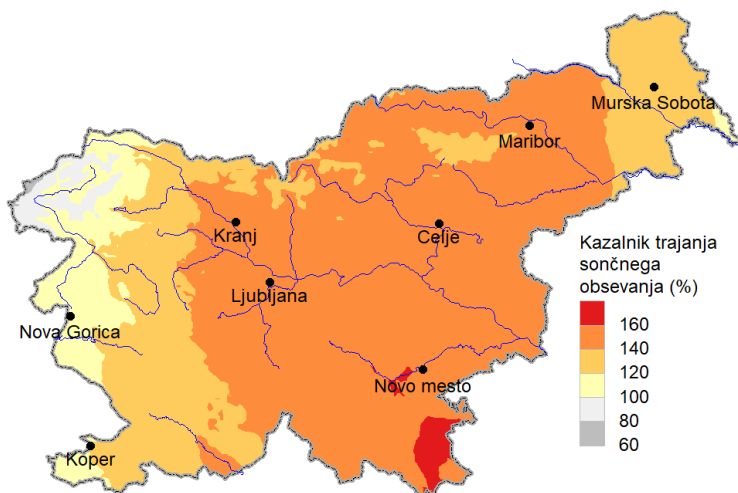 Murska Sobota
Maribor
Kranj
Celje
Ljubljana
Nova Gorica
Novo mesto
Koper
Kazalnik trajanja
sončnega
obsevanja (%)
160
140
120
100
80
60